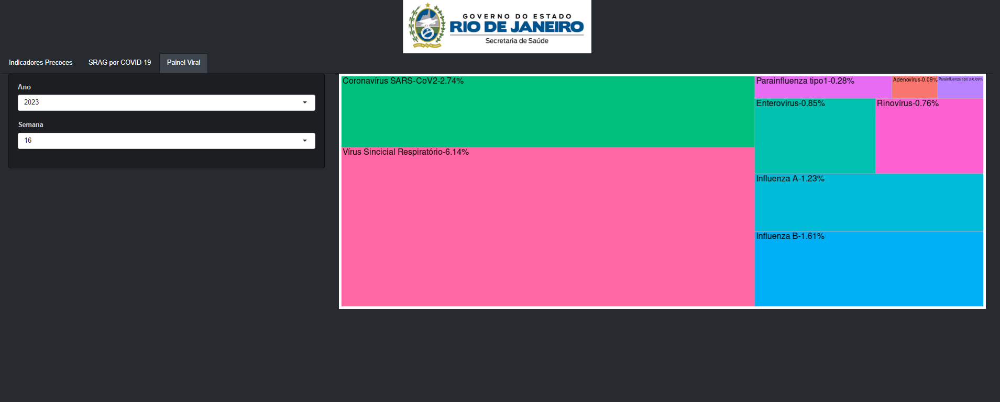 GOVERNO DO ESTADO
RIO DE JANEIRO
Secretaria de Saúde
Indicadores Precoces
SRAG por COVID-19
Painel Viral
Ano
2023
Semana
16
Coronavírus SARS-CoV2-2.74%
Vírus Sincicial Respiratório-6.14%
Parainfluenza tipo1-0.28%
Adenovírus-0.09%
Parainfluenza tipo 2-0.09%
Enterovírus-0.85%
Rinovírus-0.76%
Influenza A-1.23%
Influenza B-1.61%